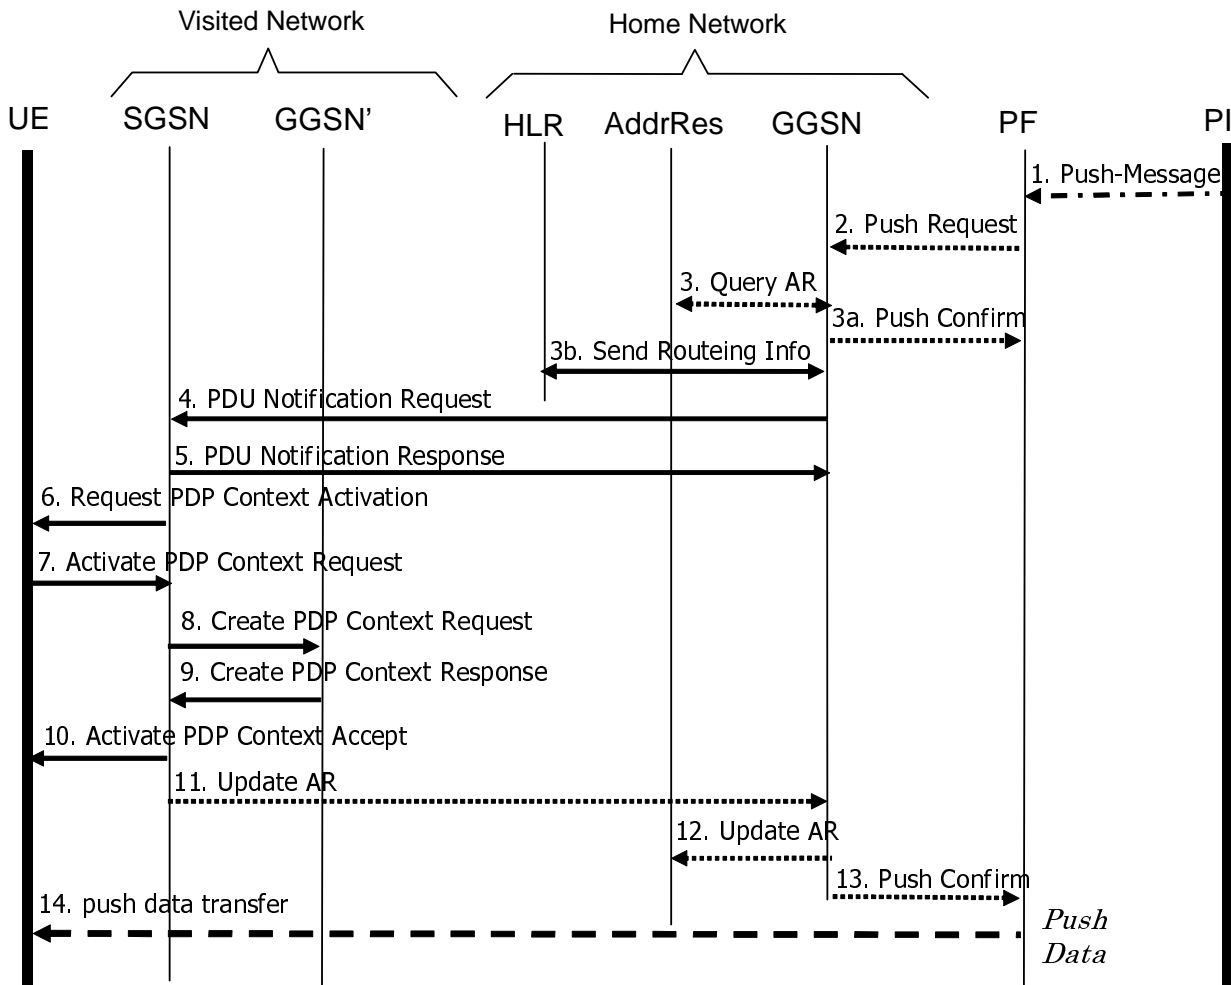 Visited Network
Home Network
UE
SGSN
GGSN’
HLR
AddrRes
GGSN
PF
PI
1. Push-Message
2. Push Request
3. Query AR
3a. Push Confirm
3b. Send Routeing Info
4. PDU Notification Request
5. PDU Notification Response
6. Request PDP Context Activation
7. Activate PDP Context Request
8. Create PDP Context Request
9. Create PDP Context Response
10. Activate PDP Context Accept
11. Update AR
12. Update AR
13. Push Confirm
14. push data transfer
Push
Data